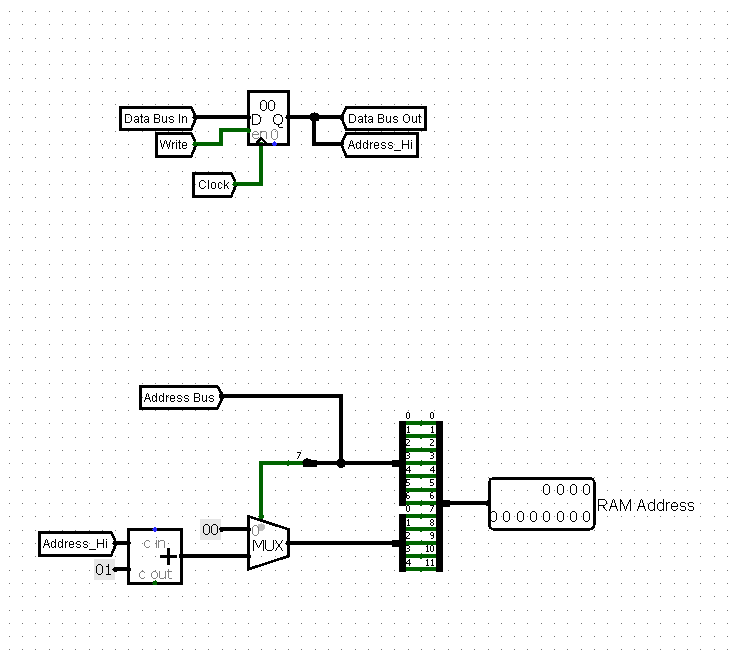 00
Data Bus In
D Q
Data Bus Out
en 0
Write
Address_Hi
Clock
Address Bus
7
0 0
1 1
2 2
3 3
4 4
5 5
6 6
0 7
1 8
2 9
3 10
4 11
0 0 0 0
0 0 0 0 0 0 0 0
RAM Address
00
0
MUX
Address_Hi
c in
+
01
c out